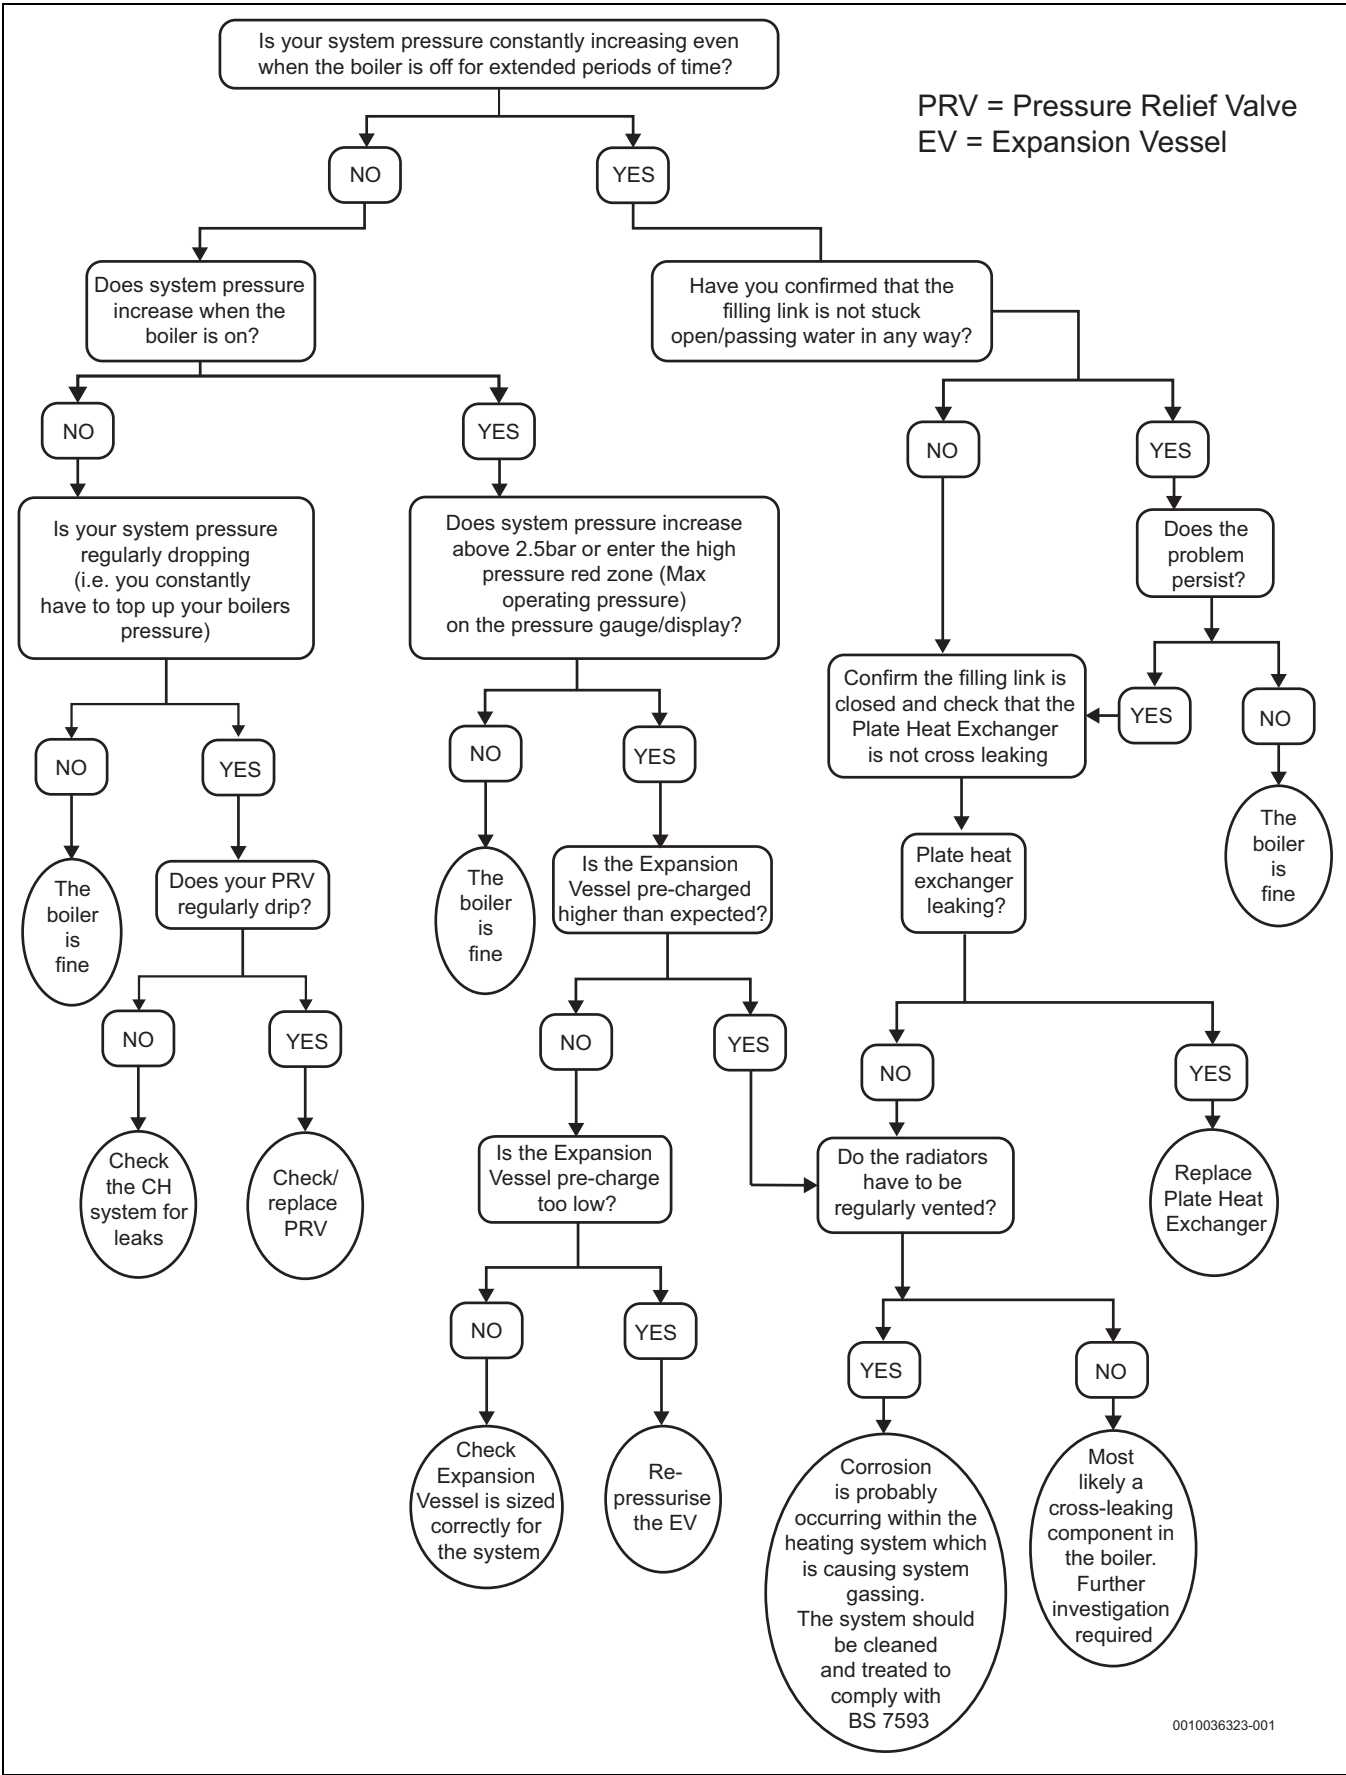 Is your system pressure constantly increasing even
when the boiler is off for extended periods of time?
PRV = Pressure Relief Valve
EV = Expansion Vessel
NO
YES
Does system pressure
increase when the
boiler is on?
Have you confirmed that the
filling link is not stuck
open/passing water in any way?
NO
YES
NO
YES
Is your system pressure
regularly dropping
(i.e. you constantly
have to top up your boilers
pressure)
Does system pressure increase
above 2.5bar or enter the high
pressure red zone (Max
operating pressure)
on the pressure gauge/display?
Does the
problem
persist?
Confirm the filling link is
closed and check that the
Plate Heat Exchanger
is not cross leaking
YES
NO
NO
YES
NO
YES
The
boiler
is
fine
Does your PRV
regularly drip?
The
boiler
is
fine
Is the Expansion
Vessel pre-charged
higher than expected?
Plate heat
exchanger
leaking?
The
boiler
is
fine
NO
YES
NO
YES
NO
YES
Check
the CH
system for
leaks
Check/
replace
PRV
Is the Expansion
Vessel pre-charge
too low?
Do the radiators
have to be
regularly vented?
Replace
Plate Heat
Exchanger
NO
YES
YES
NO
Check
Expansion
Vessel is sized
correctly for
the system
Re-
pressurise
the EV
Corrosion
is probably
occurring within the
heating system which
is causing system
gassing.
The system should
be cleaned
and treated to
comply with
BS 7593
Most
likely a
cross-leaking
component in
the boiler.
Further
investigation
required
0010036323-001